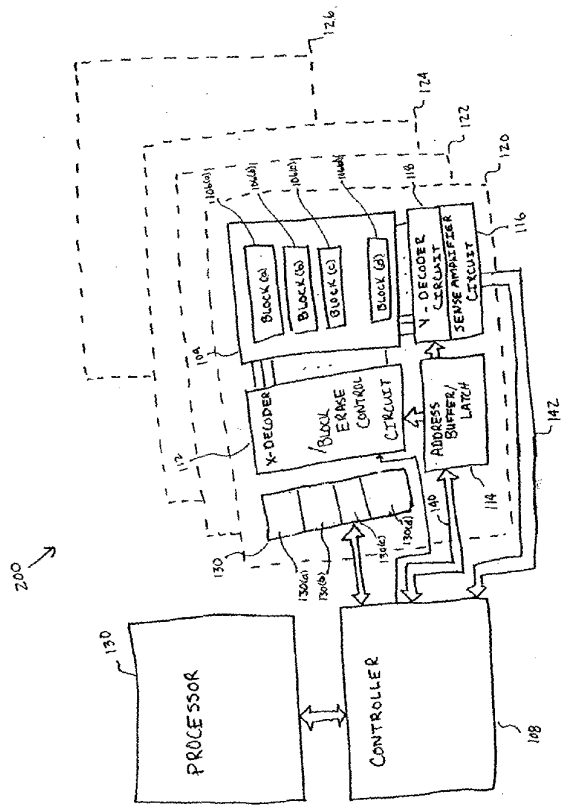 200
126
124
122
120
130
PROCESSOR
CONTROLLER
108
112
X-DECODER
/BLOCK
ERASE CONTROL
CIRCUIT
130
130(a)
130(b)
130(c)
130(d)
106(a)
106(b)
106(c)
106(d)
BLOCK(a)
BLOCK(b)
BLOCK(c)
BLOCK(d)
118
Y-DECODER
CIRCUIT
SENSE AMPLIFIER
CIRCUIT
116
ADDRESS
BUFFER/
LATCH
114
140
142